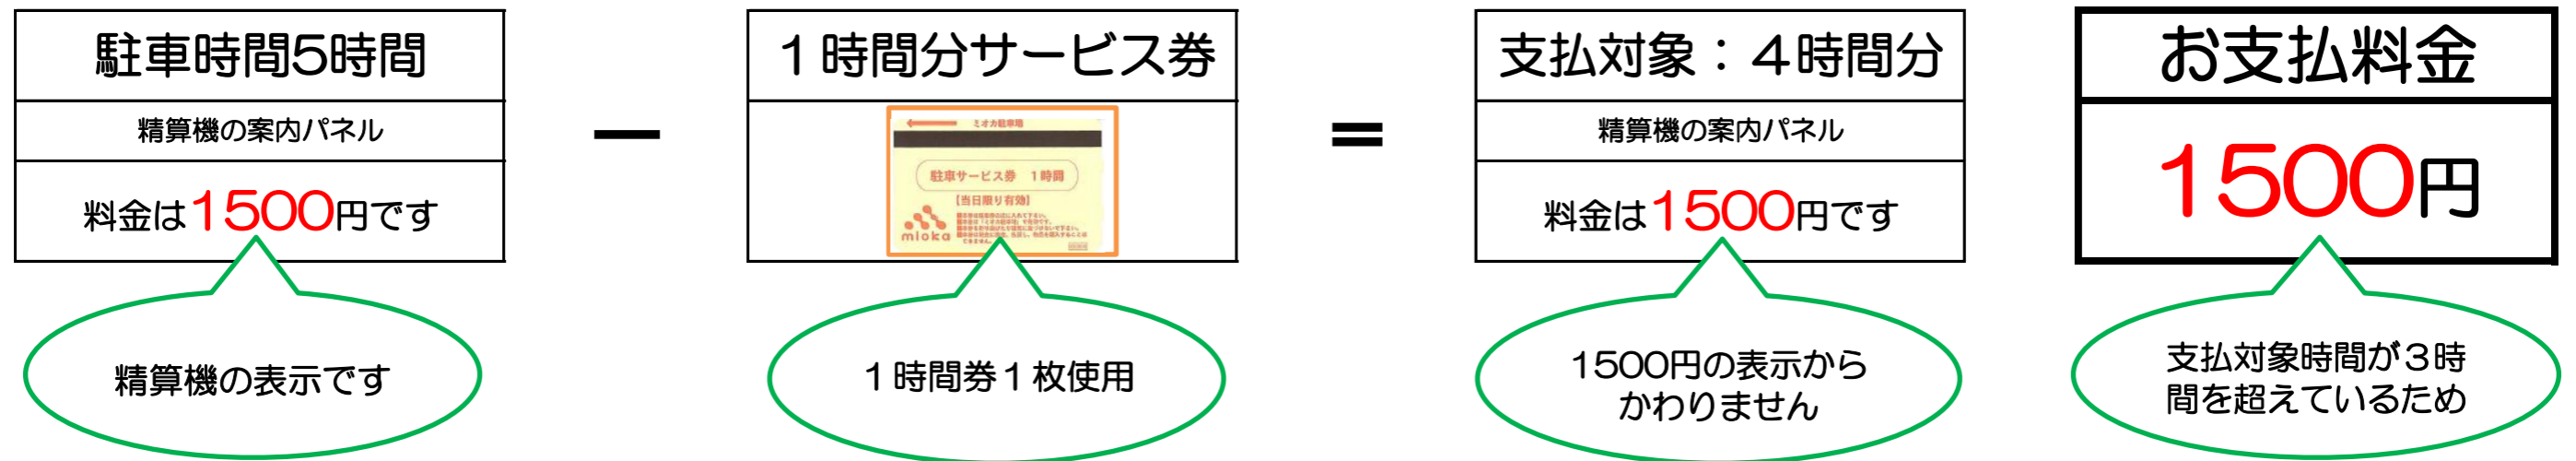 駐車時間5時間
精算機の案内パネル
料金は1500円です
精算機の表示です
－
１時間分サービス券
ミオカ駐車場
駐車サービス券　１時間
【当日限り有効】
mioka
１時間券１枚使用
＝
支払対象：４時間分
精算機の案内パネル
料金は1500円です
1500円の表示から
かわりません
お支払料金
1500円
支払対象時間が３時
間を超えているため